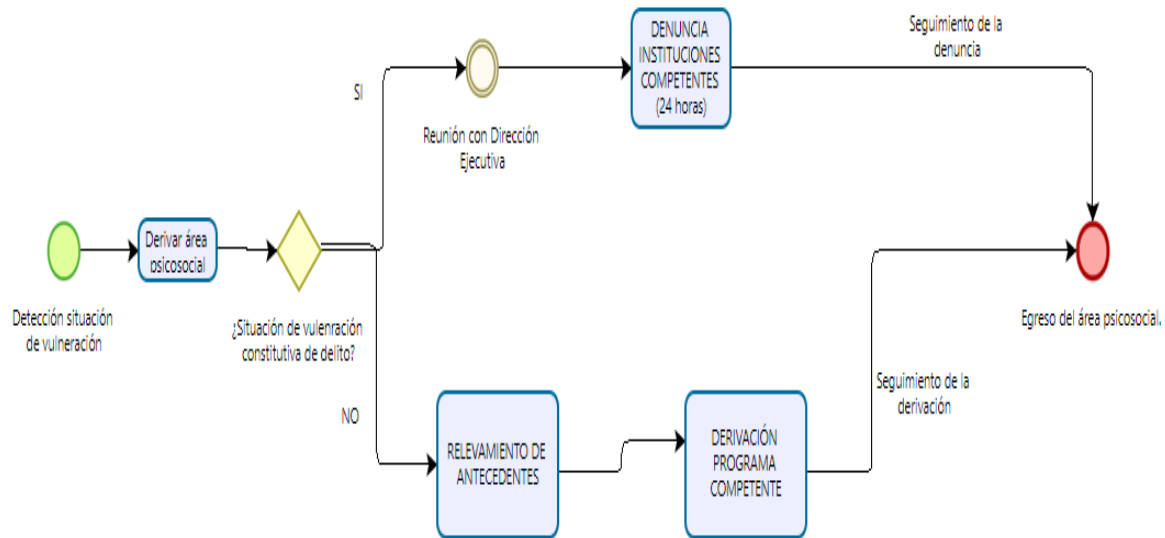 Detección situación
de vulneración
Derivar área
psicosocial
¿Situación de vulenración
constitutiva de delito?
SI
Reunión con Dirección
Ejecutiva
DENUNCIA
INSTITUCIONES
COMPETENTES
(24 horas)
Seguimiento de la
denuncia
NO
RELEVAMIENTO DE
ANTECEDENTES
DERIVACIÓN
PROGRAMA
COMPETENTE
Seguimiento de la
derivación
Egreso del área psicosocial.